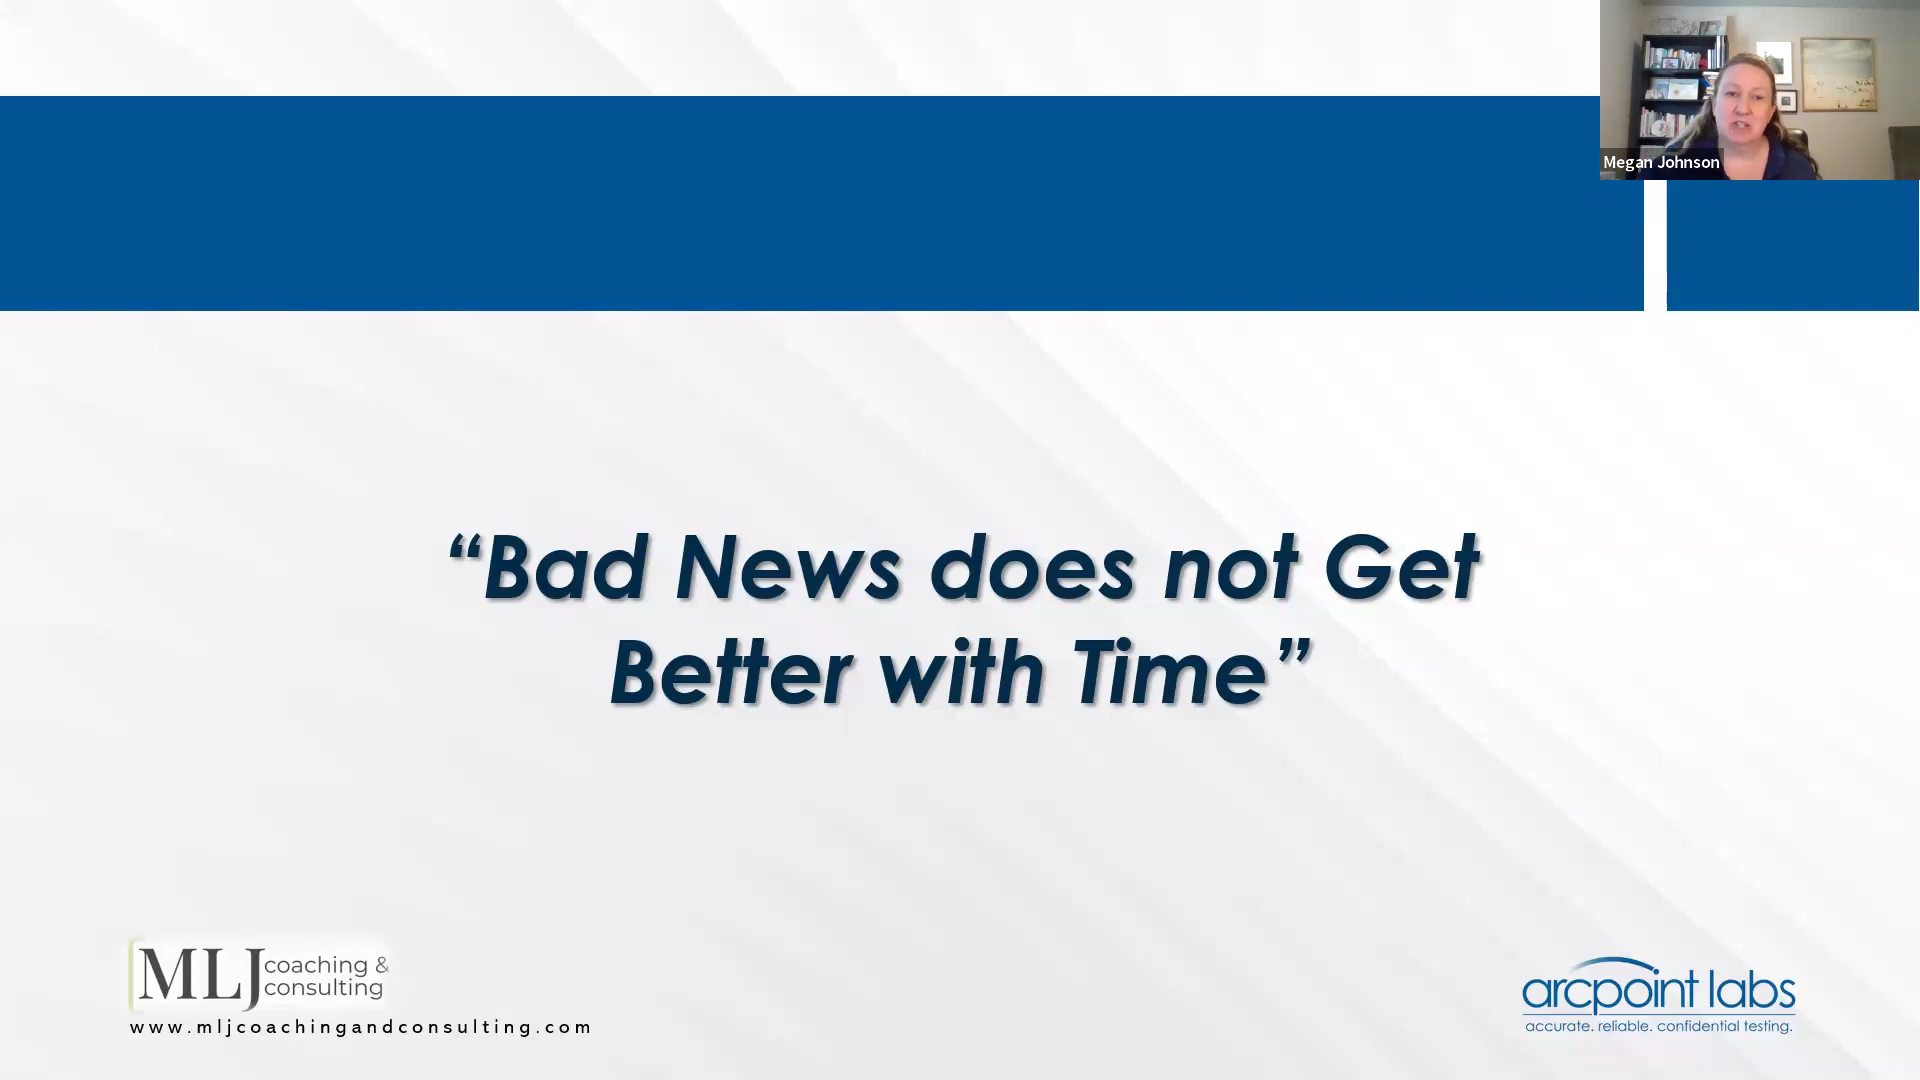 Megan Johnson
“Bad News does not Get
Better with Time”
MLJ coaching &
consulting
www.mljcoachingandconsulting.com
arcpoint labs
accurate. reliable. confidential testing.